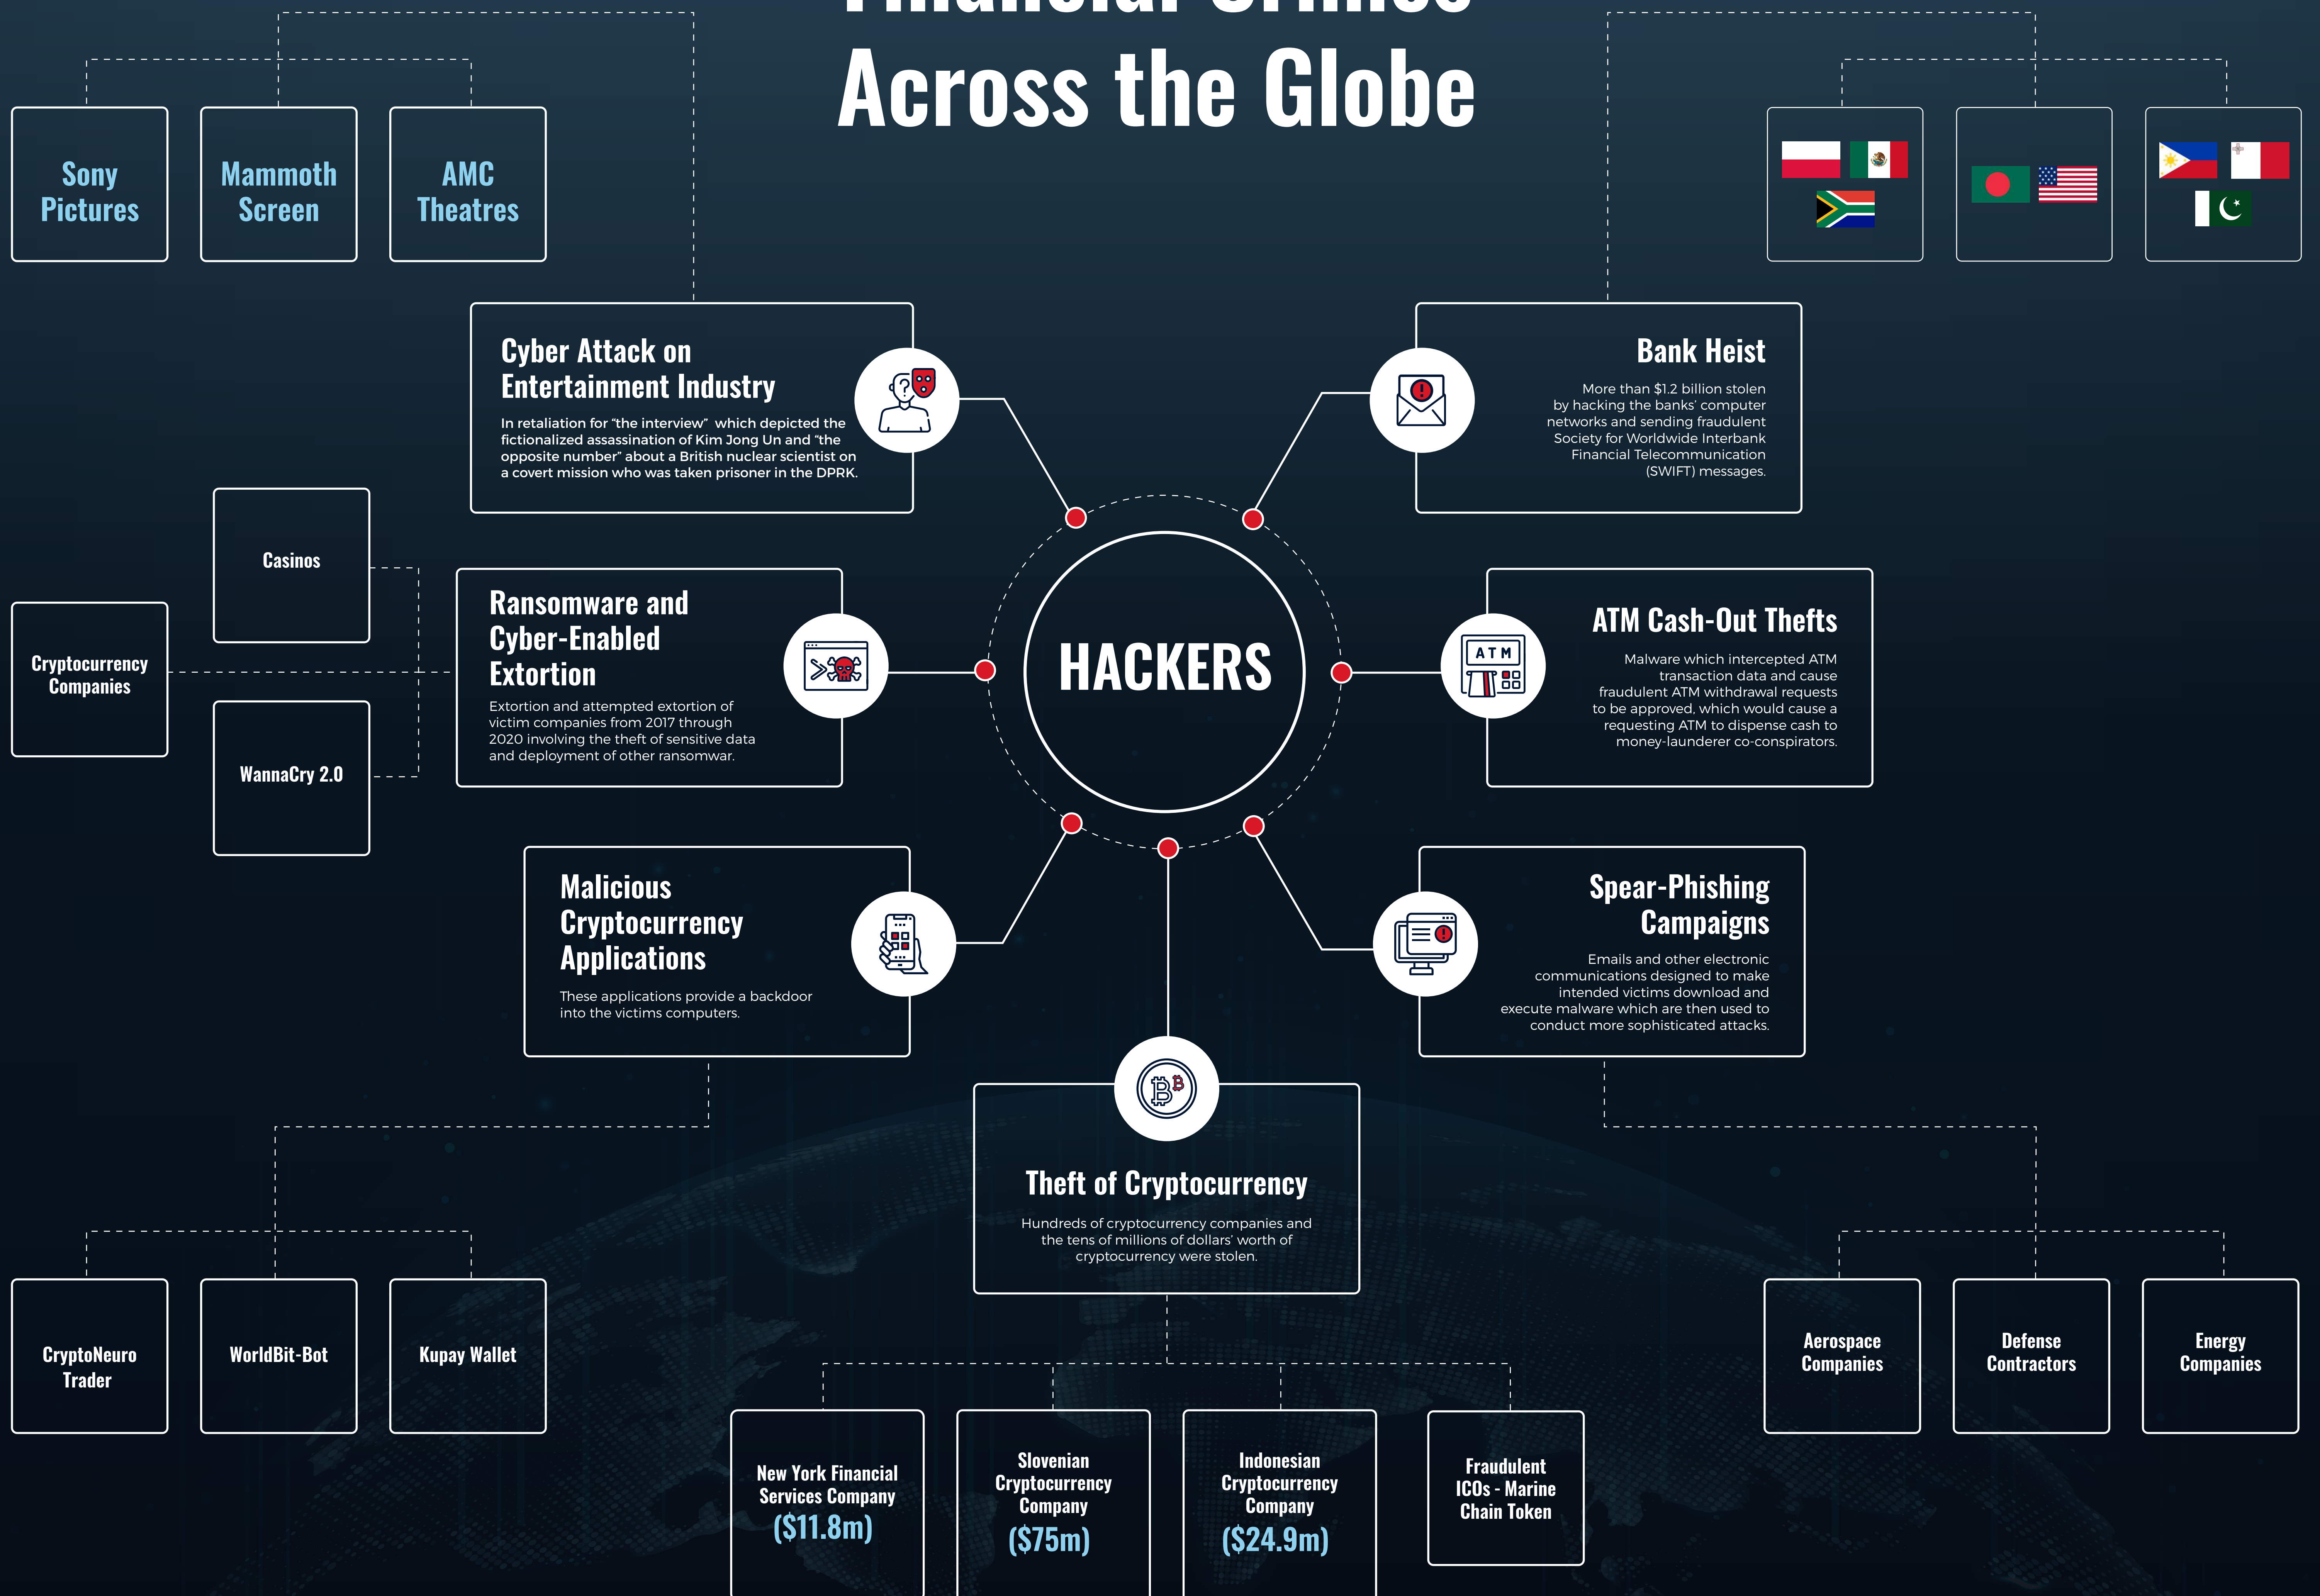 Financial Crimes
Across the Globe
Sony
Pictures
Mammoth
Screen
AMC
Theatres
Cyber Attack on
Entertainment Industry
In retaliation for “the interview”  which depicted the
fictionalized assassination of Kim Jong Un and “the
opposite number” about a British nuclear scientist on
a covert mission who was taken prisoner in the DPRK.
Bank Heist
More than $1.2 billion stolen
by hacking the banks’ computer
networks and sending fraudulent
Society for Worldwide Interbank
Financial Telecommunication
(SWIFT) messages.
Casinos
Cryptocurrency
Companies
WannaCry 2.0
Ransomware and
Cyber-Enabled
Extortion
Extortion and attempted extortion of
victim companies from 2017 through
2020 involving the theft of sensitive data
and deployment of other ransomwar.
HACKERS
ATM
ATM Cash-Out Thefts
Malware which intercepted ATM
transaction data and cause
fraudulent ATM withdrawal requests
to be approved, which would cause a
requesting ATM to dispense cash to
money-launderer co-conspirators.
Malicious
Cryptocurrency
Applications
These applications provide a backdoor
into the victims computers.
Spear-Phishing
Campaigns
Emails and other electronic
communications designed to make
intended victims download and
execute malware which are then used to
conduct more sophisticated attacks.
Theft of Cryptocurrency
Hundreds of cryptocurrency companies and
the tens of millions of dollars’ worth of
cryptocurrency were stolen.
CryptoNeuro
Trader
WorldBit-Bot
Kupay Wallet
Aerospace
Companies
Defense
Contractors
Energy
Companies
New York Financial
Services Company
($11.8m)
Slovenian
Cryptocurrency
Company
($75m)
Indonesian
Cryptocurrency
Company
($24.9m)
Fraudulent
ICOs - Marine
Chain Token